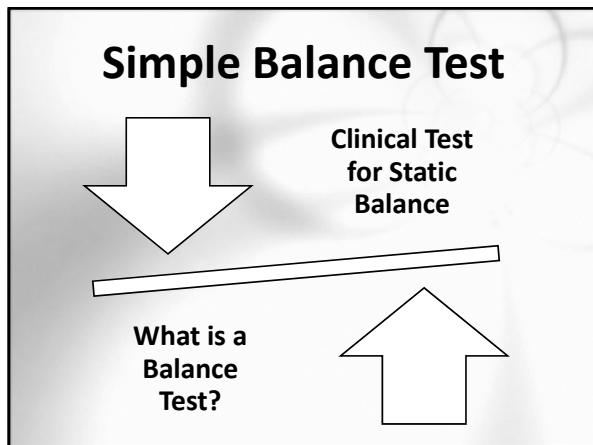 Simple Balance Test
Clinical Test
for Static
Balance
What is a
Balance
Test?